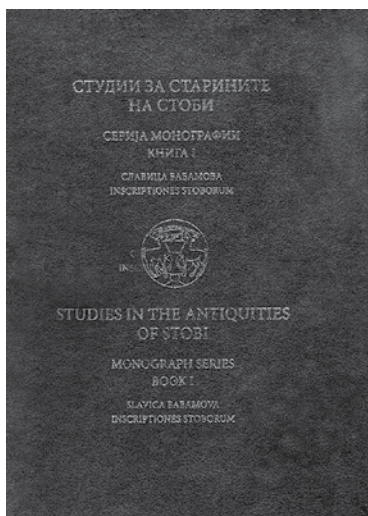 СТУДИИ ЗА СТАРИНИТЕ
НА СТОБИ
СЕРИЈА МОНОГРАФИИ
КНИГА I
СЛАВИЦА БАБАМОВА
INSCRIPTIONES STOBORUM
STUDIES IN THE ANTIQUITIES
OF STOBI
MONOGRAPH SERIES
BOOK I
SLAVICA BABAMOVA
INSCRIPTIONES STOBORUM